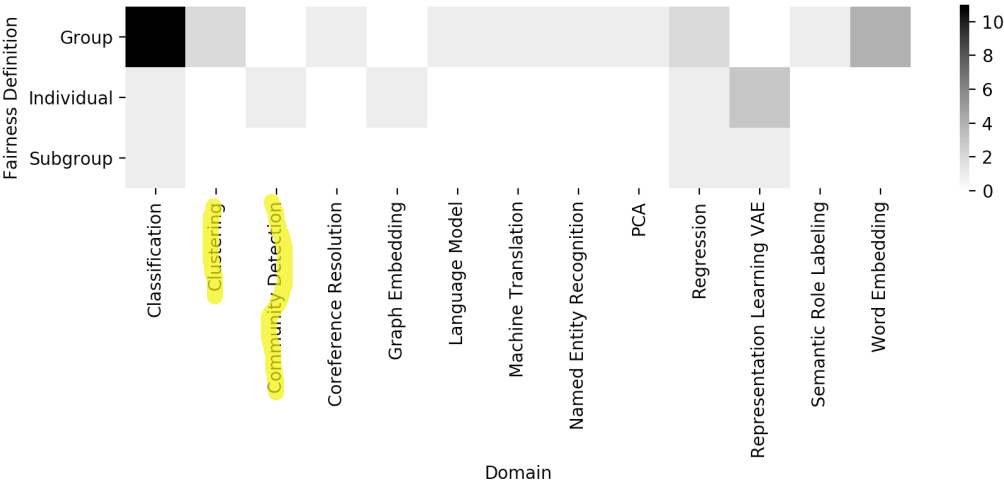 Fairness Definition
Group
Individual
Subgroup
Classification
Clustering
Community Detection
Coreference Resolution
Graph Embedding
Language Model
Machine Translation
Named Entity Recognition
PCA
Regression
Representation Learning VAE
Semantic Role Labeling
Word Embedding
Domain
10
8
6
4
2
0